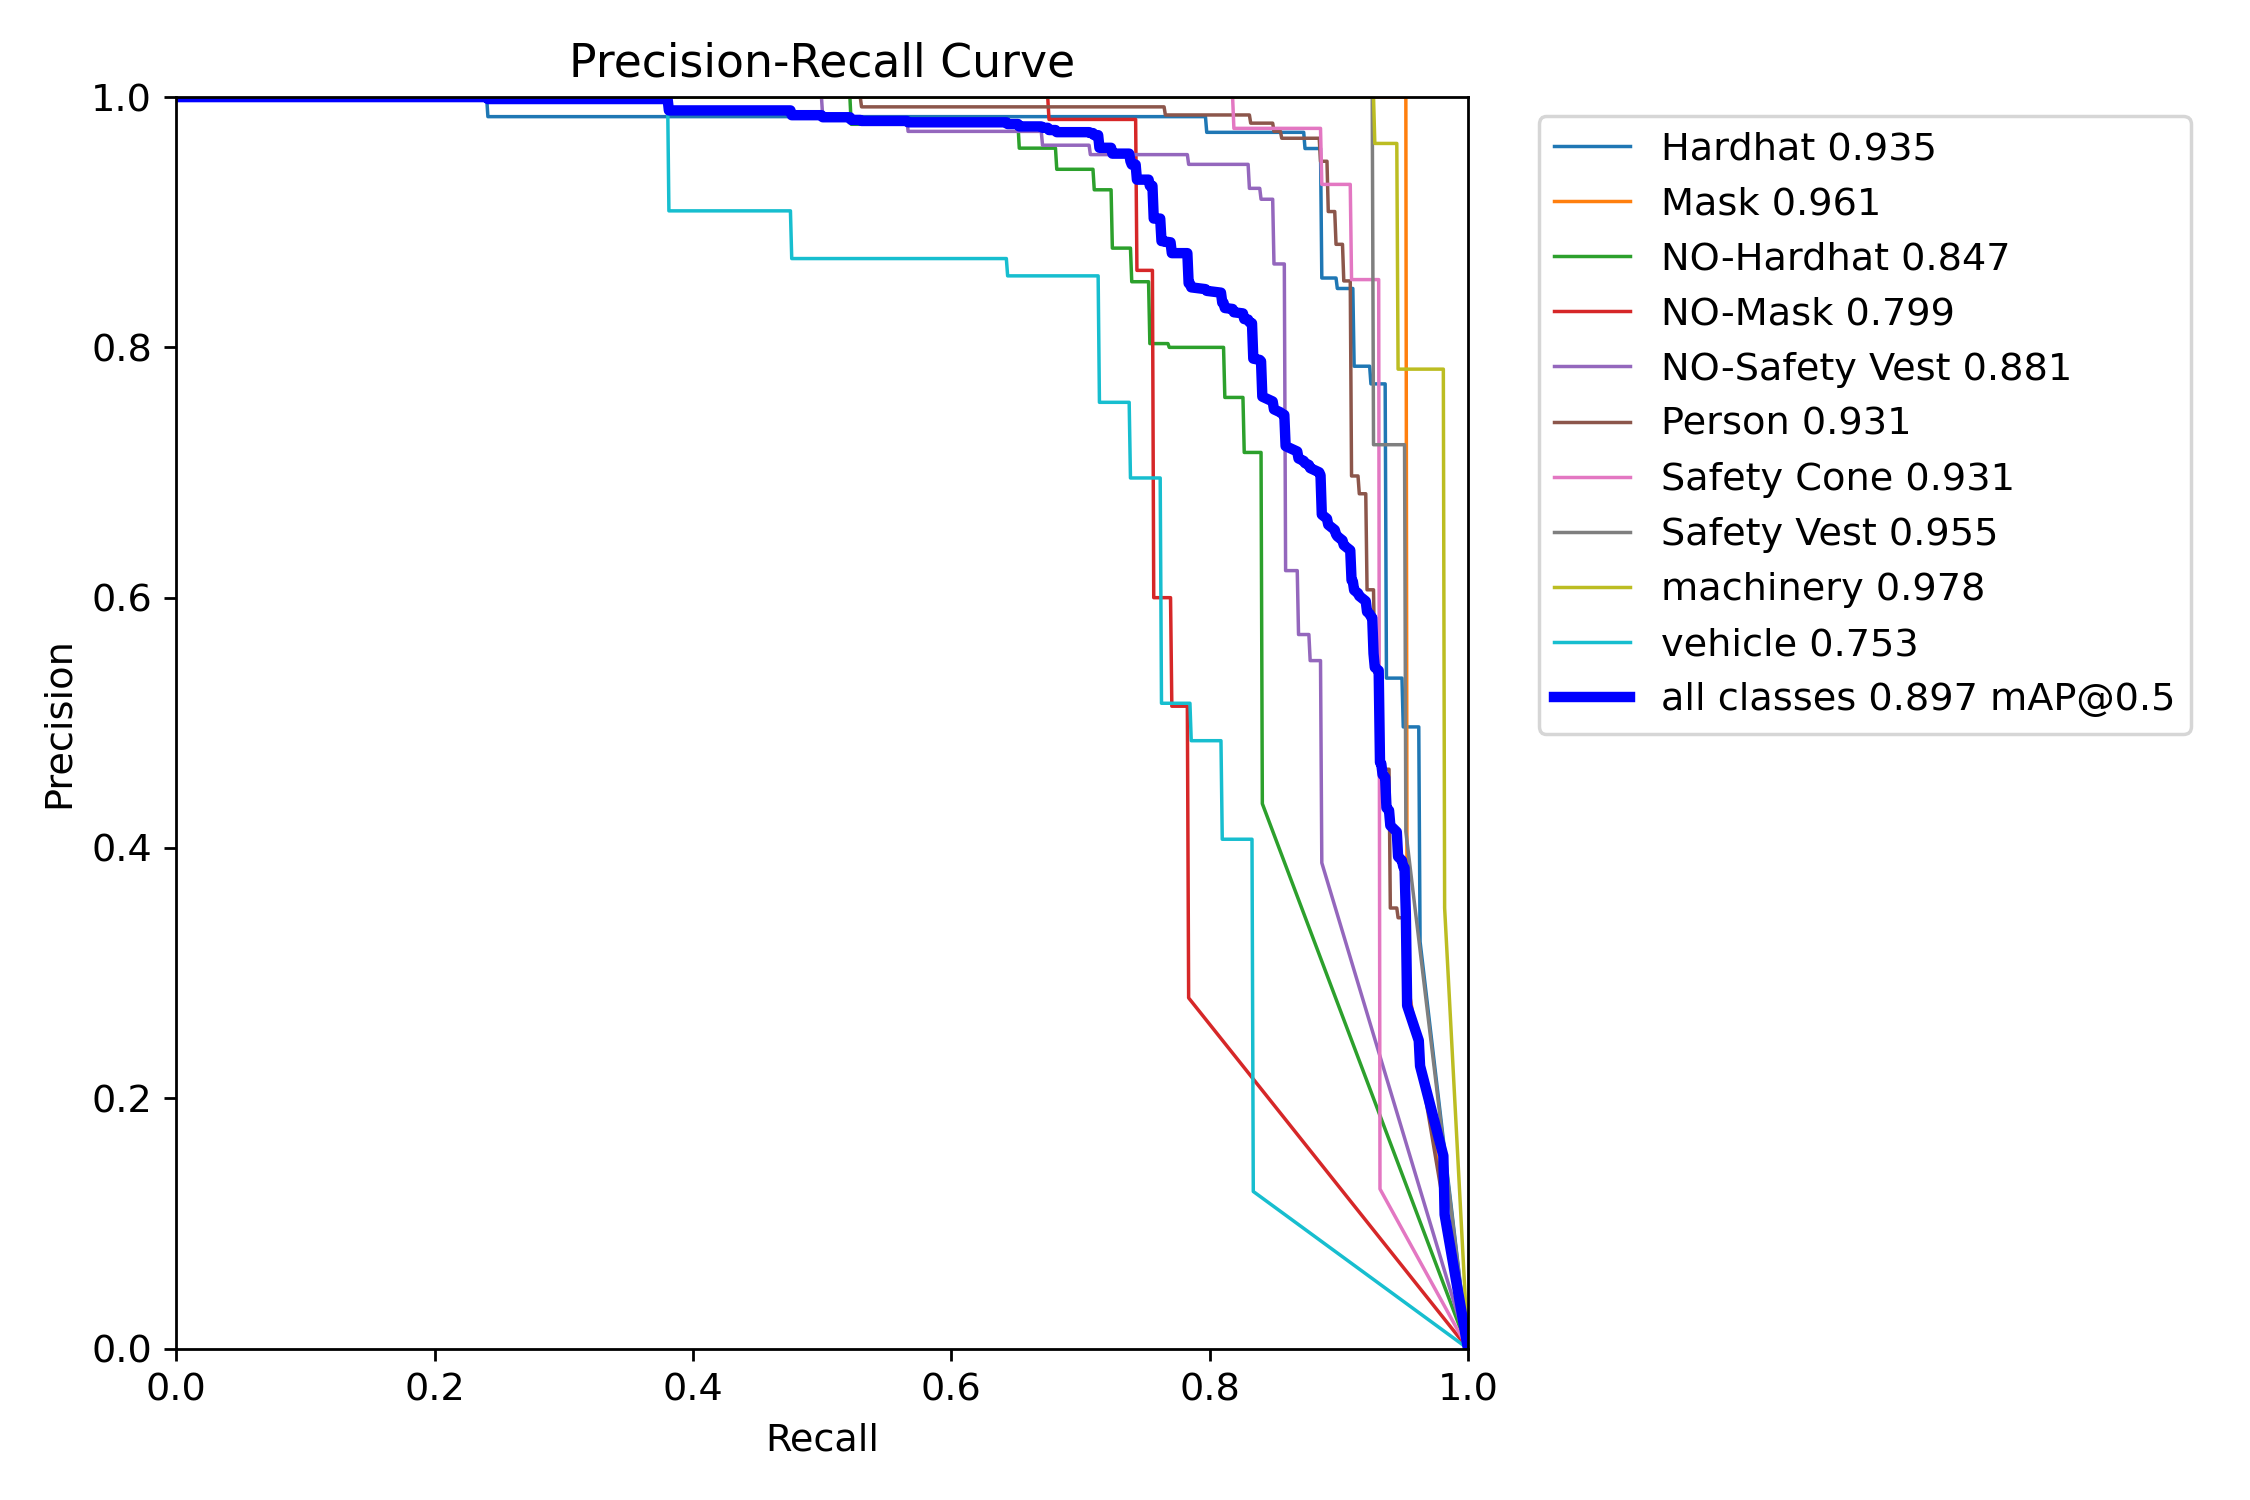 Precision-Recall Curve
1.0
0.8
0.6
0.4
0.2
0.0
Precision
0.0 0.2 0.4 0.6 0.8 1.0
Recall
Hardhat 0.935
Mask 0.961
NO-Hardhat 0.847
NO-Mask 0.799
NO-Safety Vest 0.881
Person 0.931
Safety Cone 0.931
Safety Vest 0.955
machinery 0.978
vehicle 0.753
all classes 0.897 mAP@0.5